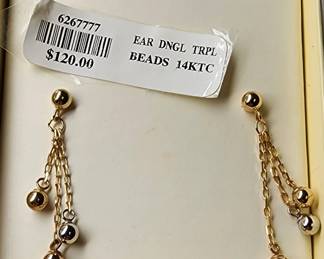 6267777
$120.00
EAR DNGL TRPL
BEADS 14KTC